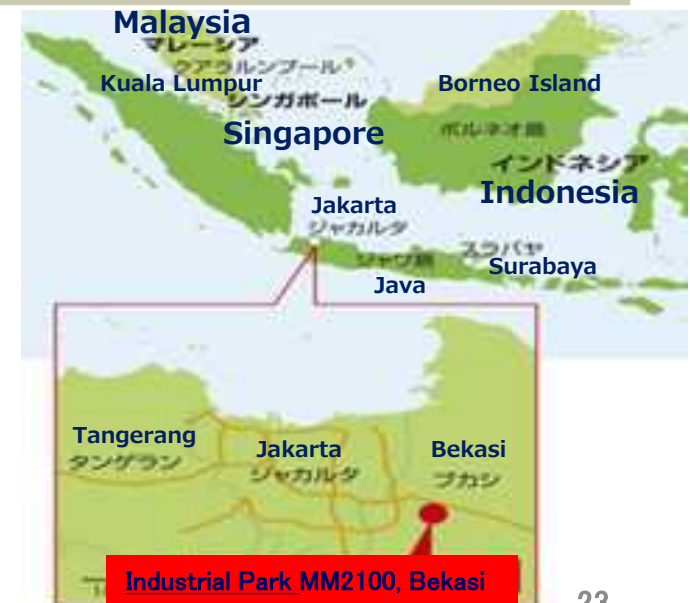 Malaysia
マレーシア
クアラルンプール
Kuala Lumpur
シンガポール
Singapore
Borneo Island
ボルネオ島
インドネシア
Indonesia
Jakarta
ジャカルタ
スラバヤ
Surabaya
ジャワ島
Java
Tangerang
タンゲラン
Jakarta
ジャカルタ
Bekasi
ブカシ
Industrial Park MM2100, Bekasi
23